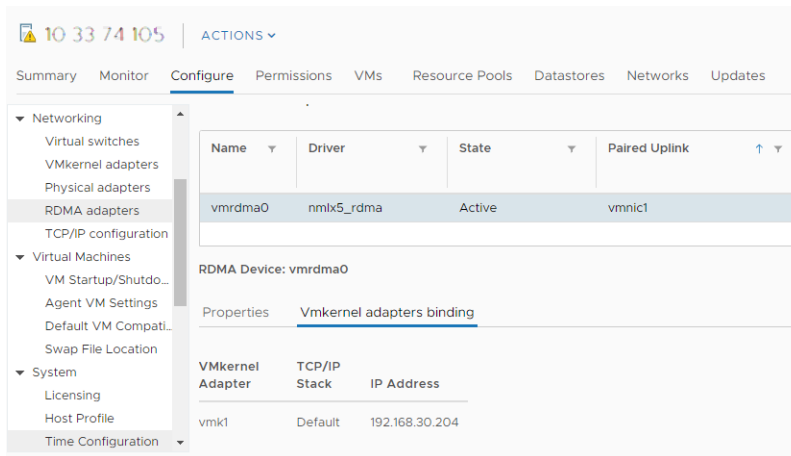 10 33 74 105 ACTIONS
Summary Monitor Configure Permissions VMs Resource Pools Datastores Networks Updates
Networking
Virtual switches
VMkernel adapters
Physical adapters
RDMA adapters
TCP/IP configuration
Virtual Machines
VM Startup/Shutdo...
Agent VM Settings
Default VM Compati...
Swap File Location
System
Licensing
Host Profile
Time Configuration
Name Driver State Paired Uplink
vmrdma0 nmlx5_rdma Active vmnic1
RDMA Device: vmrdma0
Properties Vmkernel adapters binding
VMkernel Adapter TCP/IP Stack IP Address
vmk1 Default 192.168.30.204